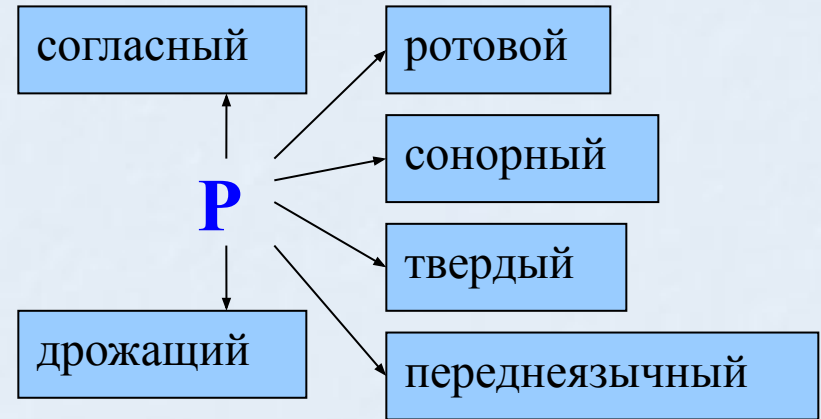 согласный
ротовой
сонорный
Р
твердый
дрожащий
переднеязычный